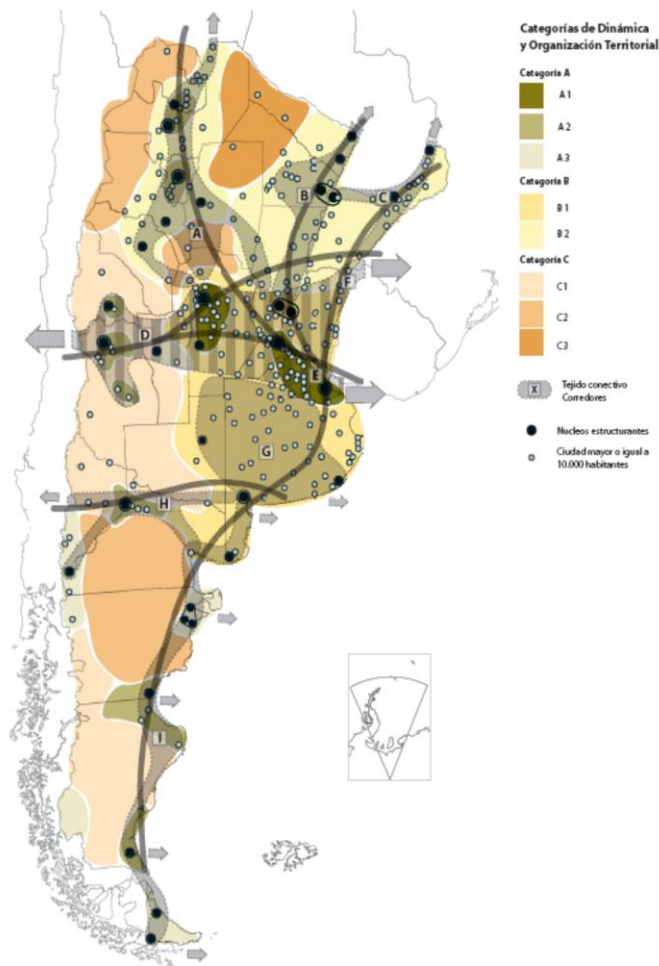 Categorías de Dinámica
y Organización Territorial
Categoría A
A 1
A 2
A 3
Categoría B
B 1
B 2
Categoría C
C1
C2
C3
X
Tejido conectivo
Corredores
Nucleos estructurantes
Ciudad mayor o igual a
10.000 habitantes
B
C
A
F
D
E
G
H
I